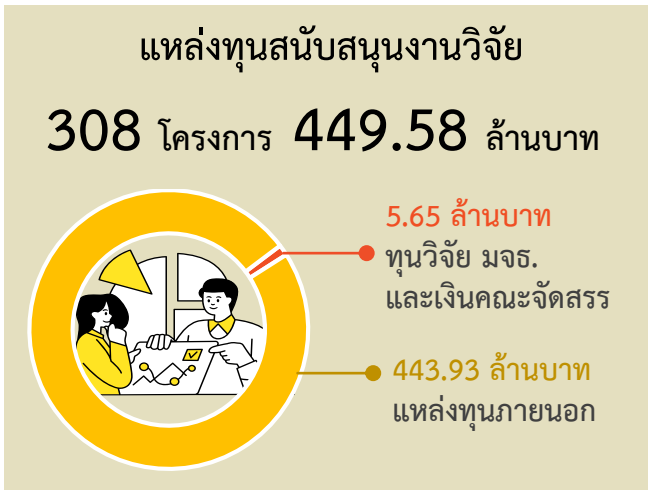 แหล่งทุนสนับสนุนงานวิจัย
308 โครงการ 449.58 ล้านบาท
5.65 ล้านบาท
ทุนวิจัย มจธ.
และเงินคณะจัดสรร
443.93 ล้านบาท
แหล่งทุนภายนอก